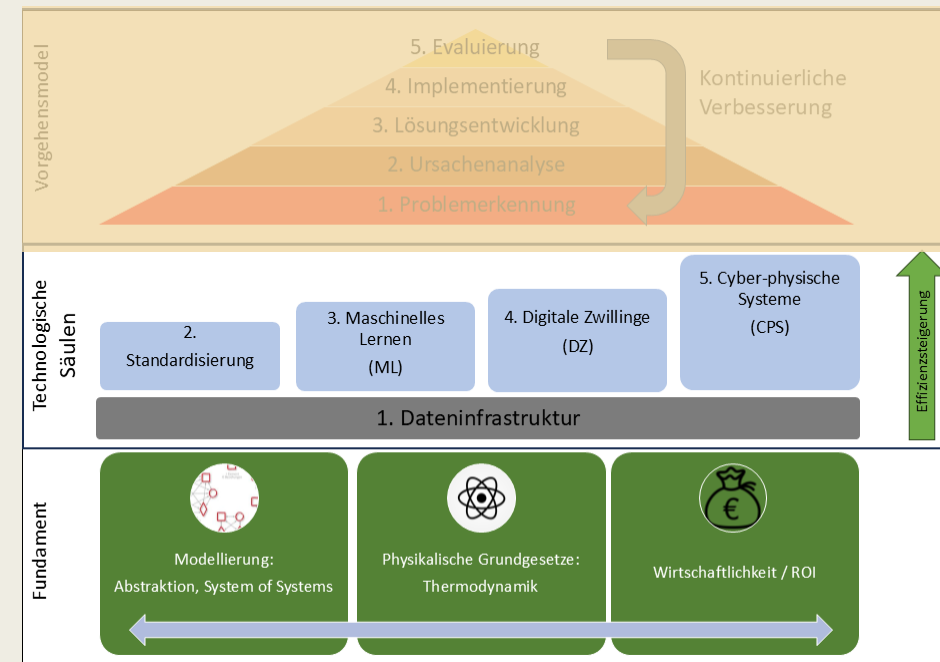 Vorgehensmodel
5. Evaluierung
4. Implementierung
3. Lösungsentwicklung
2. Ursachenanalyse
1. Problemerkennung
Kontinuierliche
Verbesserung
Technologische
Säulen
2.
Standardisierung
3. Maschinelles
Lernen
(ML)
4. Digitale Zwillinge
(DZ)
5. Cyber-physische
Systeme
(CPS)
1. Dateninfrastruktur
Effizienzsteigerung
Fundament
Modellierung:
Abstraktion, System of Systems
Physikalische Grundgesetze:
Thermodynamik
€
Wirtschaftlichkeit / ROI